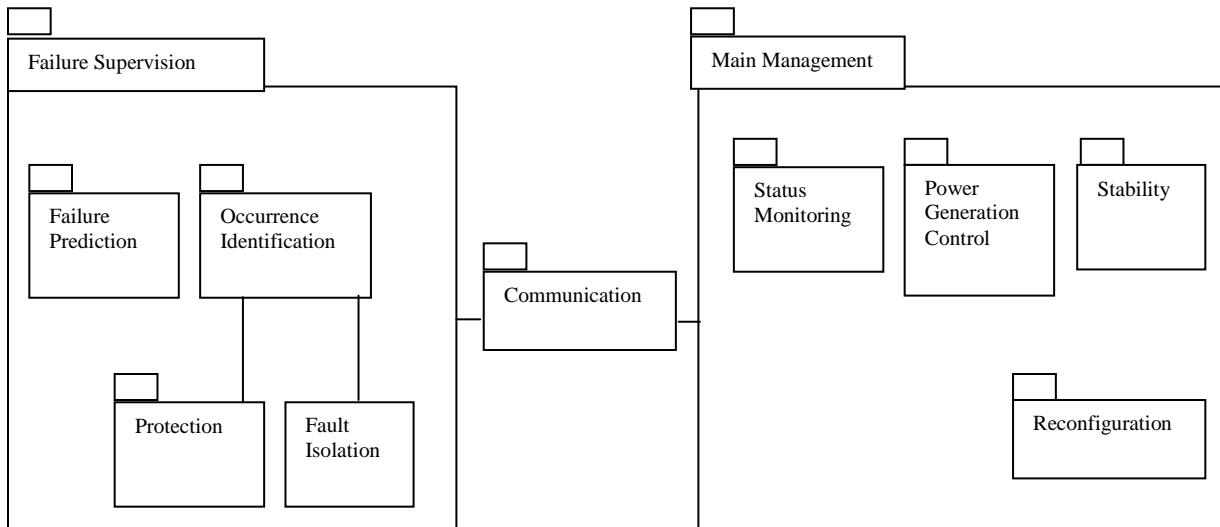 Failure Supervision
Main Management
Failure
Prediction
Occurrence
Identification
Status
Monitoring
Power
Generation
Control
Stability
Communication
Protection
Fault
Isolation
Reconfiguration